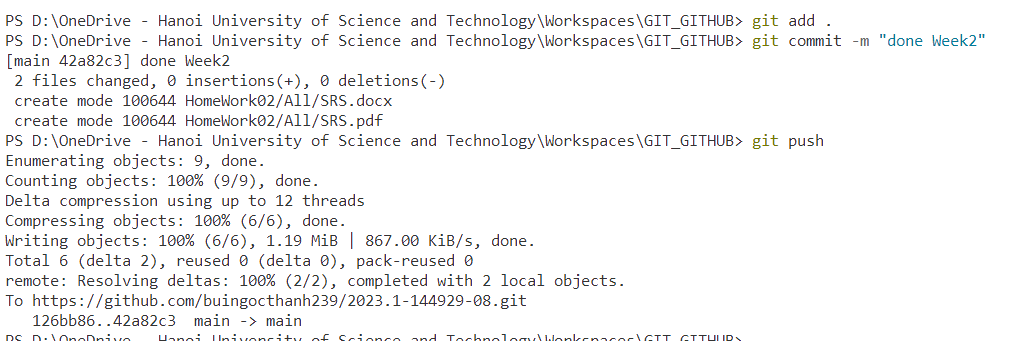 PS D:\OneDrive - Hanoi University of Science and Technology\Workspaces\GIT_GITHUB> git add .
PS D:\OneDrive - Hanoi University of Science and Technology\Workspaces\GIT_GITHUB> git commit -m "done Week2"
[main 42a82c3] done Week2
 2 files changed, 0 insertions(+), 0 deletions(-)
 create mode 100644 HomeWork02/All/SRS.docx
 create mode 100644 HomeWork02/All/SRS.pdf
PS D:\OneDrive - Hanoi University of Science and Technology\Workspaces\GIT_GITHUB> git push
Enumerating objects: 9, done.
Counting objects: 100% (9/9), done.
Delta compression using up to 12 threads
Compressing objects: 100% (6/6), done.
Writing objects: 100% (6/6), 1.19 MiB | 867.00 KiB/s, done.
Total 6 (delta 2), reused 0 (delta 0), pack-reused 0
remote: Resolving deltas: 100% (2/2), completed with 2 local objects.
To https://github.com/buingocthanh239/2023.1-144929-08.git
   126bb86..42a82c3  main -> main
PS D:\OneDrive - Hanoi University of Science and Technology\Workspaces\GIT_GITHUB>